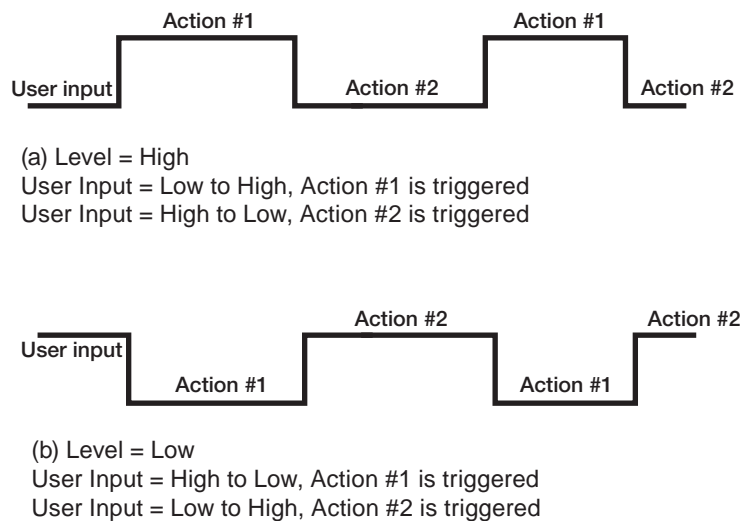 Action #1
Action #1
User input
Action #2
Action #2
(a) Level = High
User Input = Low to High, Action #1 is triggered
User Input = High to Low, Action #2 is triggered
Action #2
Action #2
User input
Action #1
Action #1
(b) Level = Low
User Input = High to Low, Action #1 is triggered
User Input = Low to High, Action #2 is triggered